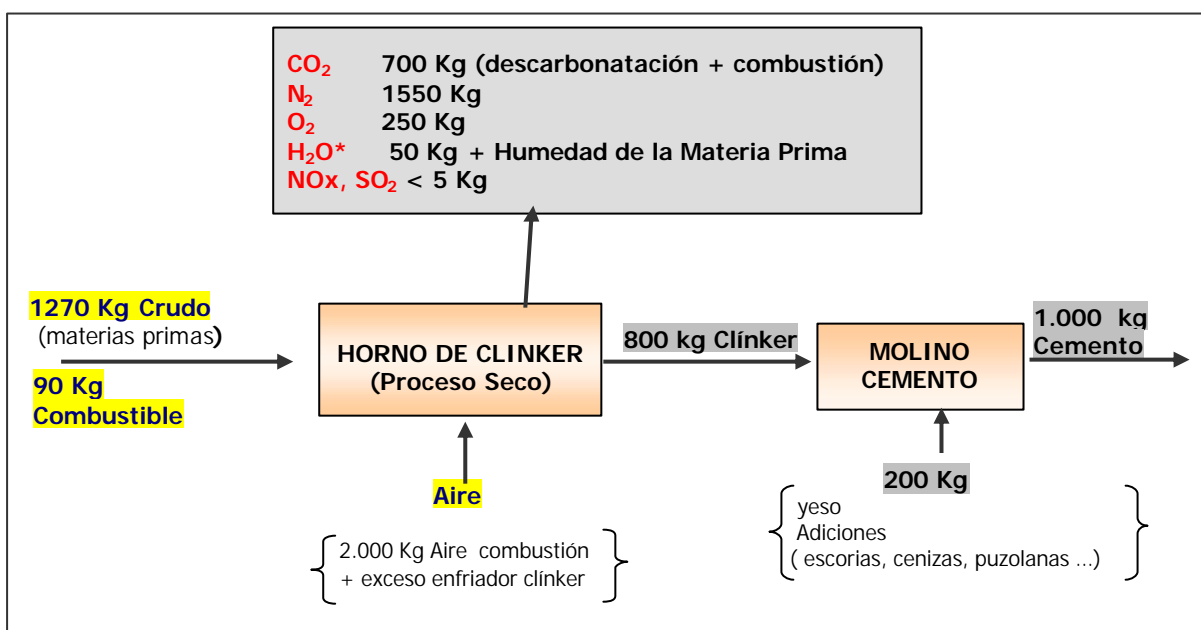 CO₂ 700 Kg (descarbonatación + combustión)
N₂ 1550 Kg
O₂ 250 Kg
H₂O* 50 Kg + Humedad de la Materia Prima
NOx, SO₂ < 5 Kg
1270 Kg Crudo
(materias primas)
90 Kg
Combustible
HORNO DE CLINKER
(Proceso Seco)
800 kg Clínker
MOLINO
CEMENTO
1.000 kg
Cemento
Aire
2.000 Kg Aire combustión
+ exceso enfriador clínker
200 Kg
yeso
Adiciones
( escorias, cenizas, puzolanas ...)